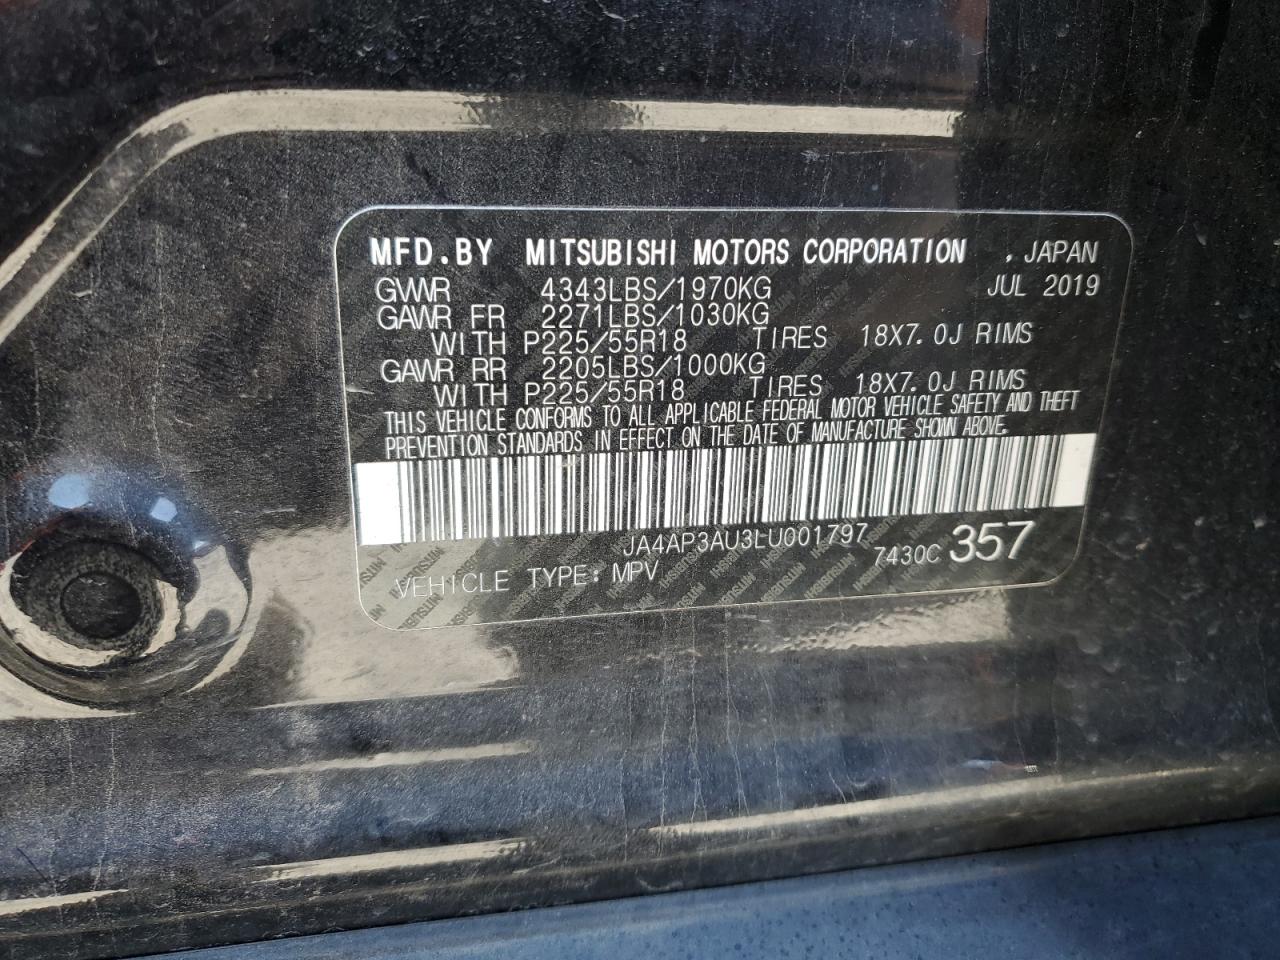 MFD.BY MITSUBISHI MOTORS CORPORATION , JAPAN
GVWR 4343LBS/1970KG JUL 2019
GAWR FR 2271LBS/1030KG
WITH P225/55R18 TIRES 18X7.0J RIMS
GAWR RR 2205LBS/1000KG
WITH P225/55R18 TIRES 18X7.0J RIMS
THIS VEHICLE CONFORMS TO ALL APPLICABLE FEDERAL MOTOR VEHICLE SAFETY AND THEFT
PREVENTION STANDARDS IN EFFECT ON THE DATE OF MANUFACTURE SHOWN ABOVE.
JA4AP3AU3LU001797
VEHICLE TYPE: MPV 7430C 357